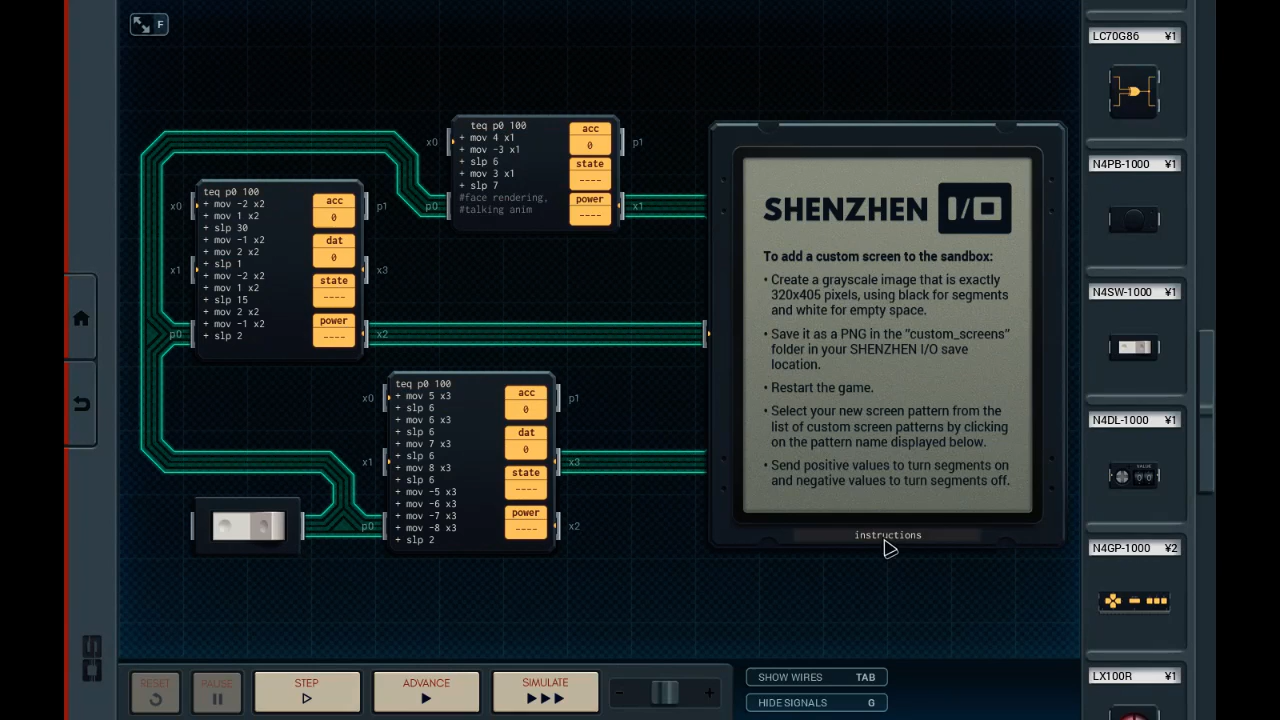 F
x0
teq p0 100
+ mov 4 x1
+ mov -3 x1
+ slp 6
+ mov 3 x1
+ slp 7
#face rendering,
#talking anim
acc
0
state
----
power
----
p1
p0
x1
x0
teq p0 100
+ mov -2 x2
+ mov 1 x2
+ slp 30
+ mov -1 x2
+ mov 2 x2
+ slp 1
+ mov -2 x2
+ mov 1 x2
+ slp 15
+ mov 2 x2
+ mov -1 x2
+ slp 2
acc
0
dat
0
state
----
power
----
p1
x1
x3
p0
x2
x0
teq p0 100
+ mov 5 x3
+ slp 6
+ mov 6 x3
+ slp 6
+ mov 7 x3
+ slp 6
+ mov 8 x3
+ slp 6
+ mov -5 x3
+ mov -6 x3
+ mov -7 x3
+ mov -8 x3
+ slp 2
acc
0
dat
0
state
----
power
----
p1
x1
x3
p0
x2
SHENZHEN I/O
To add a custom screen to the sandbox:
• Create a grayscale image that is exactly
320x405 pixels, using black for segments
and white for empty space.
• Save it as a PNG in the "custom_screens"
folder in your SHENZHEN I/O save
location.
• Restart the game.
• Select your new screen pattern from the
list of custom screen patterns by clicking
on the pattern name displayed below.
• Send positive values to turn segments on
and negative values to turn segments off.
instructions
LC70G86 ¥1
N4PB-1000 ¥1
N4SW-1000 ¥1
N4DL-1000 ¥1
VALUE
N4GP-1000 ¥2
LX100R ¥1
RESET
PAUSE
STEP
ADVANCE
SIMULATE
- +
SHOW WIRES TAB
HIDE SIGNALS G